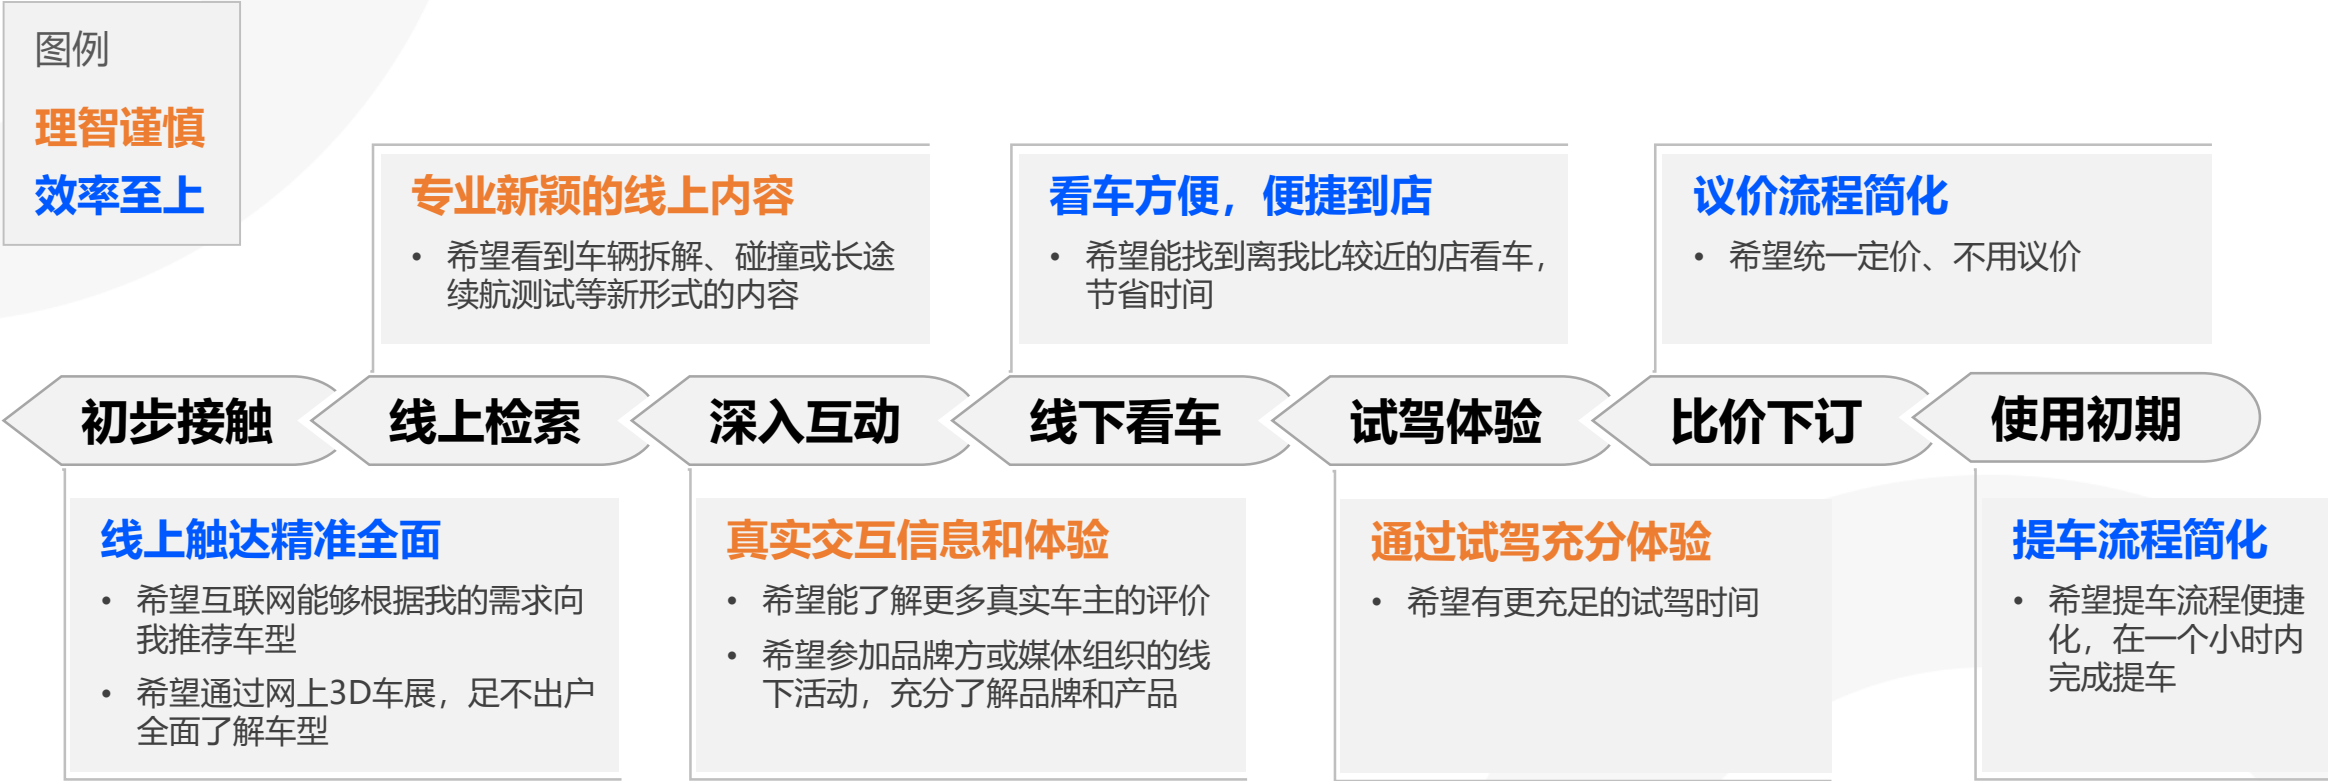 图例
理智谨慎
效率至上
专业新颖的线上内容
• 希望看到车辆拆解、碰撞或长途
续航测试等新形式的内容
看车方便，便捷到店
• 希望能找到离我比较近的店看车，
节省时间
议价流程简化
• 希望统一定价、不用议价
初步接触
线上检索
深入互动
线下看车
试驾体验
比价下订
使用初期
线上触达精准全面
• 希望互联网能够根据我的需求向
我推荐车型
• 希望通过网上3D车展，足不出户
全面了解车型
真实交互信息和体验
• 希望能了解更多真实车主的评价
• 希望参加品牌方或媒体组织的线
下活动，充分了解品牌和产品
通过试驾充分体验
• 希望有更充足的试驾时间
提车流程简化
• 希望提车流程便捷
化，在一个小时内
完成提车